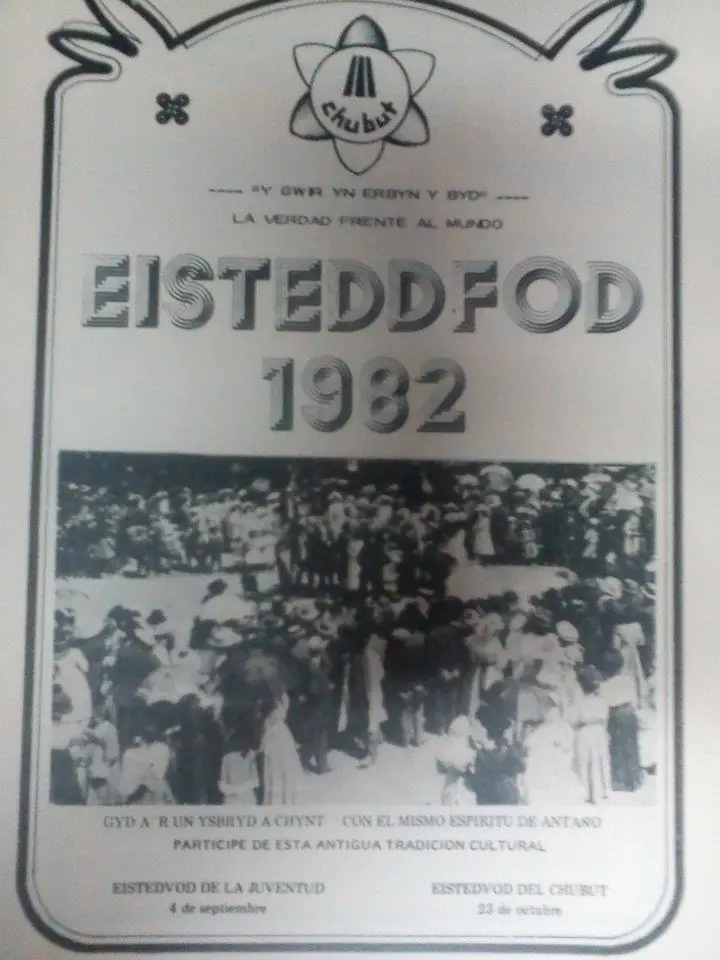 chubut
---- "Y GWIR YN ERBYN Y BYD" ----
LA VERDAD FRENTE AL MUNDO
EISTEDDFOD
1982
GYD A'R UN YSBRYD A CHYNT CON EL MISMO ESPIRITU DE ANTAÑO
PARTICIPE DE ESTA ANTIGUA TRADICION CULTURAL
EISTEDVOD DE LA JUVENTUD EISTEDVOD DEL CHUBUT
4 de septiembre 23 de octubre